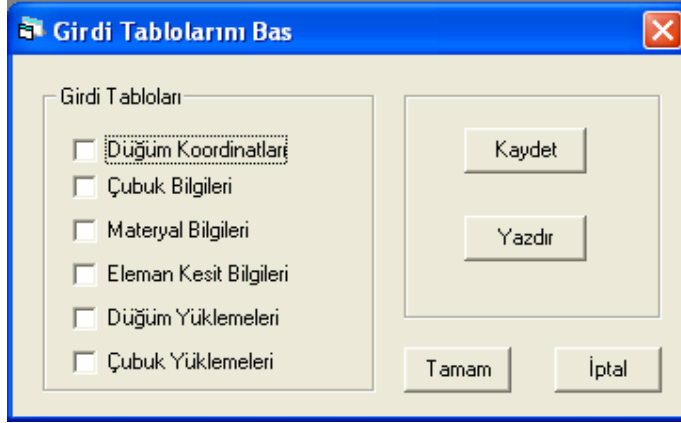 Girdi Tablolarını Bas
Girdi Tabloları
Düğüm Koordinatları
Çubuk Bilgileri
Materyal Bilgileri
Eleman Kesit Bilgileri
Düğüm Yüklemeleri
Çubuk Yüklemeleri
Kaydet
Yazdır
Tamam
İptal